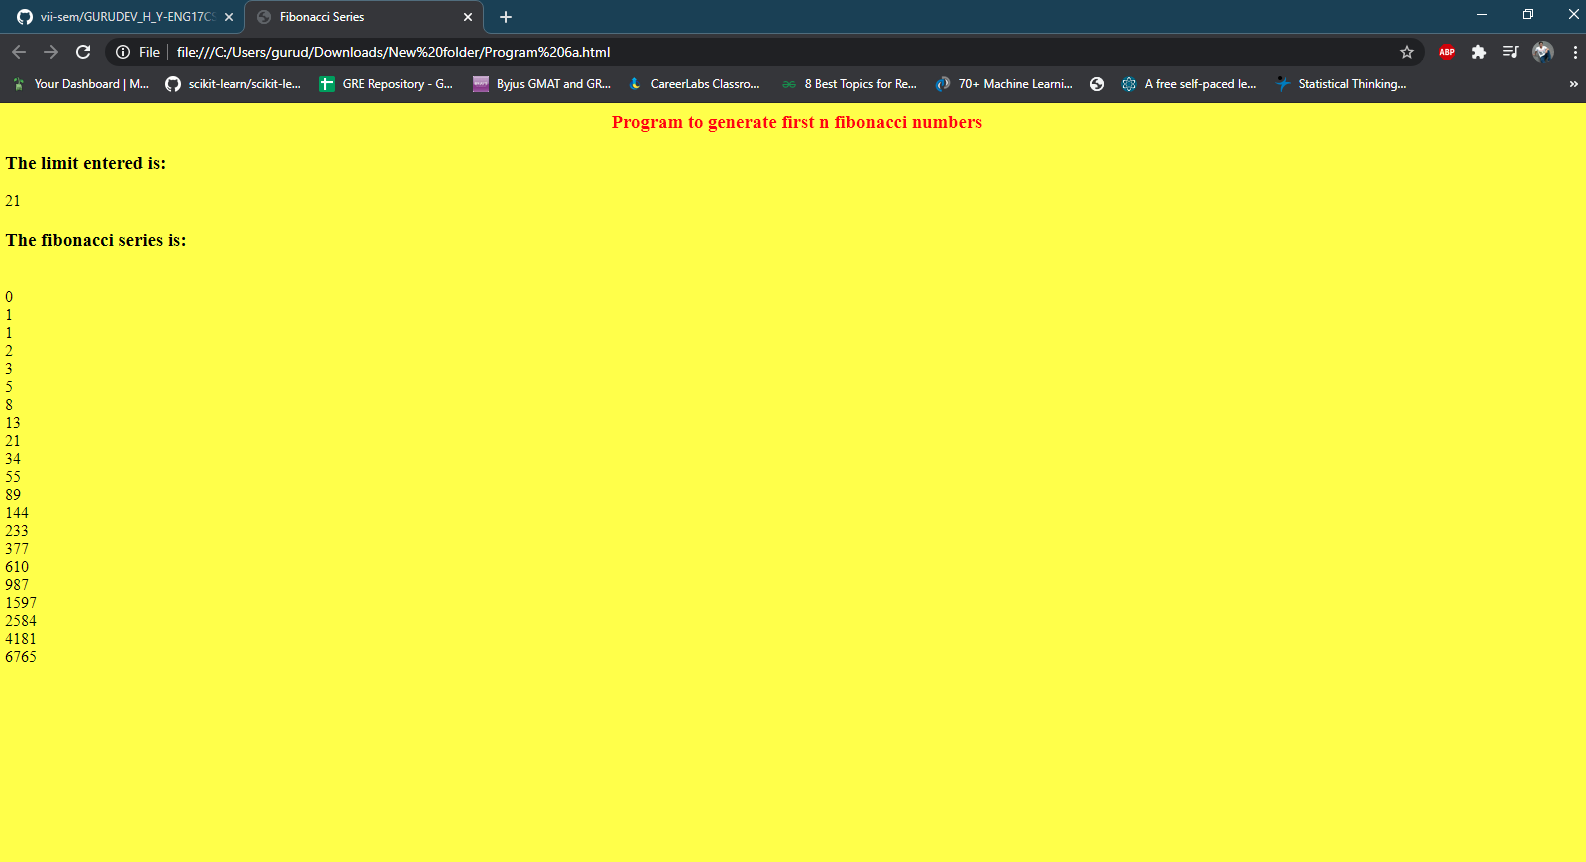 vii-sem/GURUDEV_H_Y-ENG17CS
Fibonacci Series
File
file:///C:/Users/gurud/Downloads/New%20folder/Program%206a.html
ABP
Your Dashboard | M...
scikit-learn/scikit-le...
GRE Repository - G...
Byjus GMAT and GR...
CareerLabs Classro...
8 Best Topics for Re...
70+ Machine Learni...
A free self-paced le...
Statistical Thinking...
»
Program to generate first n fibonacci numbers
The limit entered is:
21
The fibonacci series is:
0
1
1
2
3
5
8
13
21
34
55
89
144
233
377
610
987
1597
2584
4181
6765